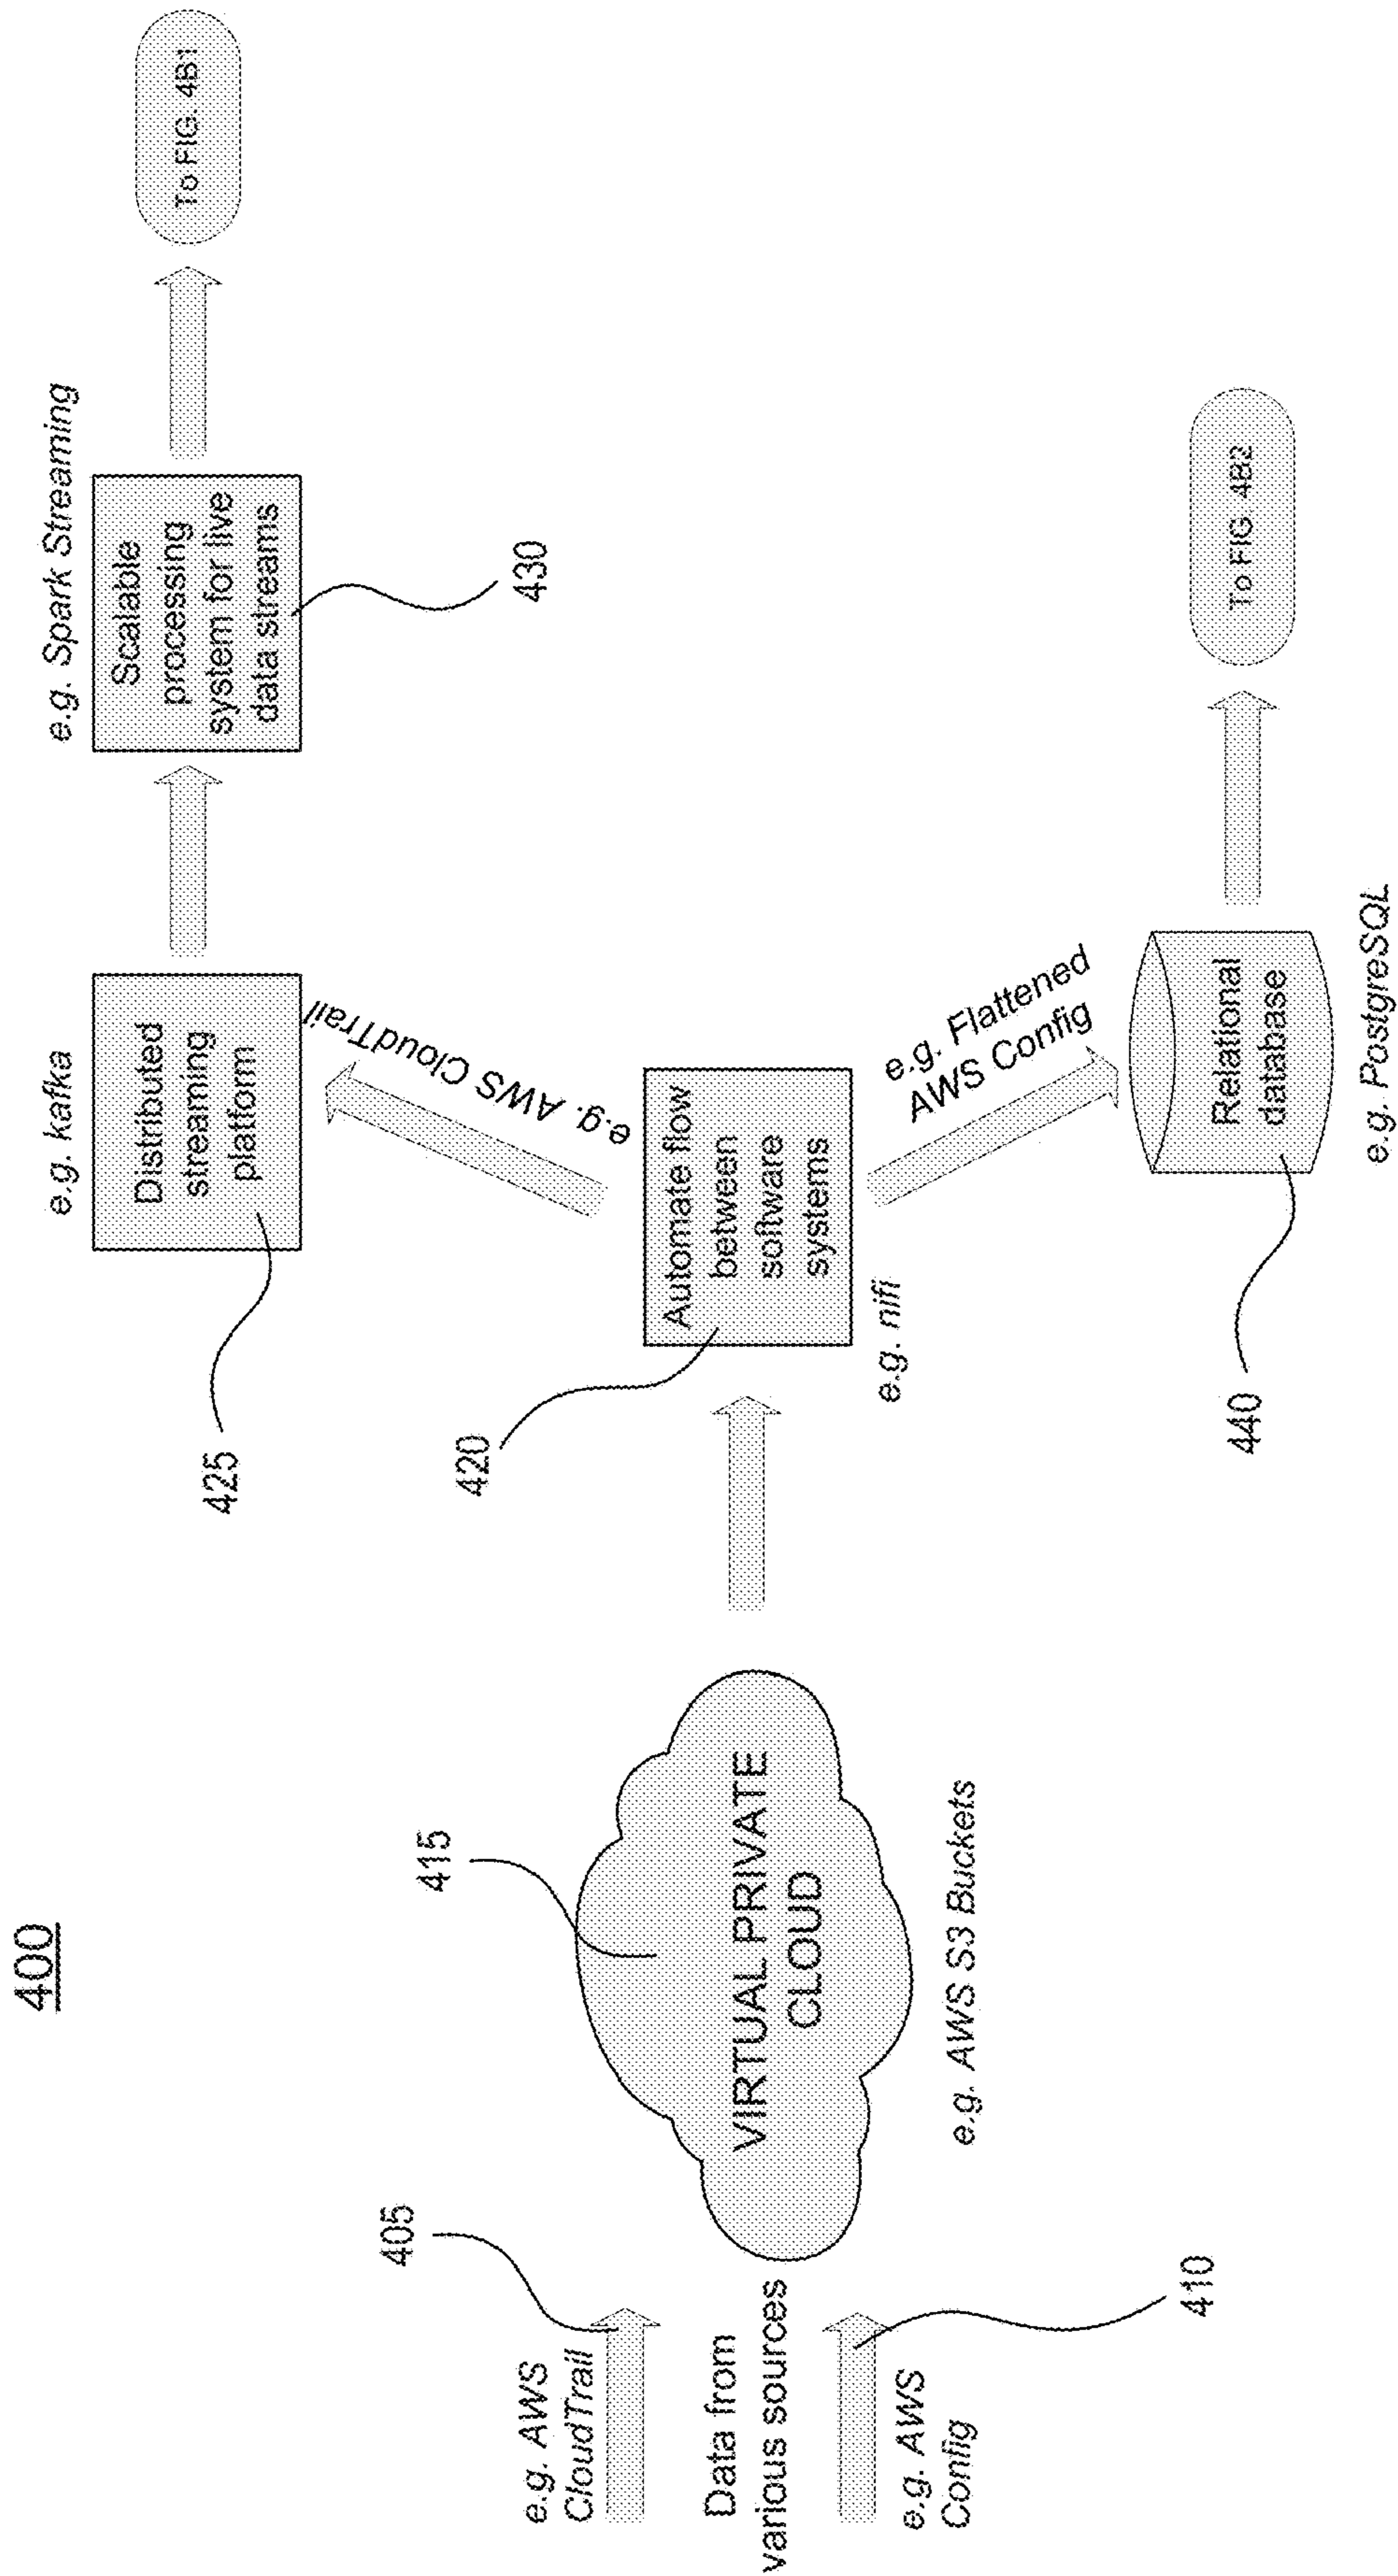 400
e.g. AWS
CloudTrail
405
Data from
various sources
e.g. AWS
Config
410
415
VIRTUAL PRIVATE
CLOUD
e.g. AWS S3 Buckets
420
Automate flow
between
software
systems
e.g. nifi
e.g. AWS CloudTrail
e.g. kafka
Distributed
streaming
platform
425
e.g. Spark Streaming
Scalable
processing
system for live
data streams
430
To FIG. 4B1
e.g. Flattened
AWS Config
Relational
database
440
e.g. PostgreSQL
To FIG. 4B2